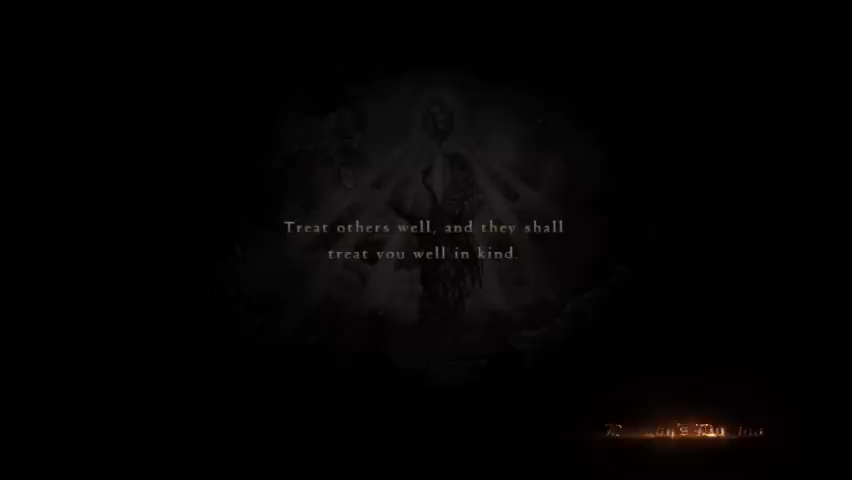 Treat others well, and they shall
treat you well in kind.